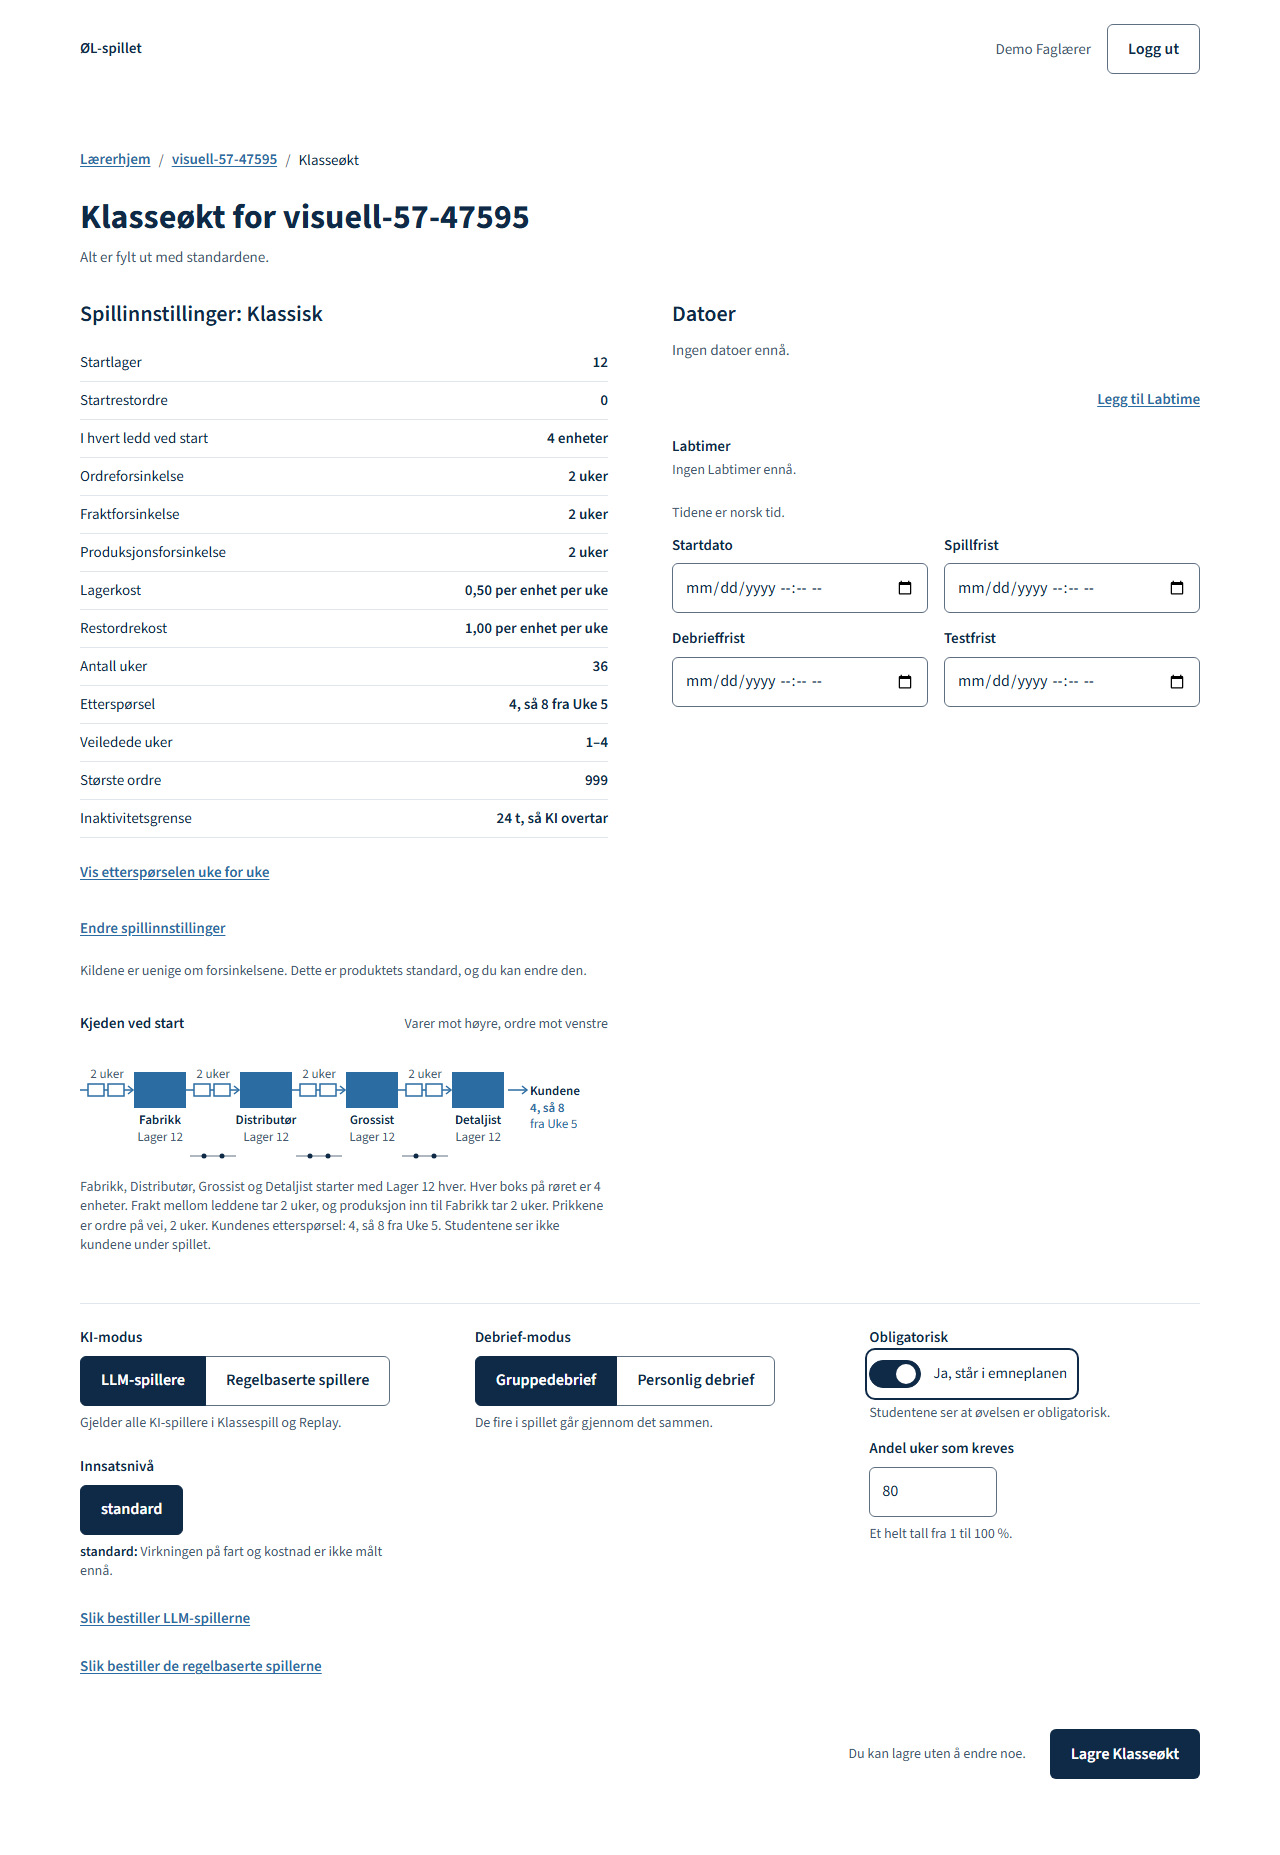 ØL-spillet
Demo Faglærer
Logg ut
Lærerhjem / visuell-57-47595 / Klasseøkt
Klasseøkt for visuell-57-47595
Alt er fylt ut med standardene.
Spillinnstillinger: Klassisk
Startlager 12
Startrestordre 0
I hvert ledd ved start 4 enheter
Ordreforsinkelse 2 uker
Fraktforsinkelse 2 uker
Produksjonsforsinkelse 2 uker
Lagerkost 0,50 per enhet per uke
Restordrekost 1,00 per enhet per uke
Antall uker 36
Etterspørsel 4, så 8 fra Uke 5
Veiledede uker 1–4
Største ordre 999
Inaktivitetsgrense 24 t, så KI overtar
Vis etterspørselen uke for uke
Endre spillinnstillinger
Kildene er uenige om forsinkelsene. Dette er produktets standard, og du kan endre den.
Kjeden ved start
Varer mot høyre, ordre mot venstre
2 uker 2 uker 2 uker 2 uker
Kundene
4, så 8
fra Uke 5
Fabrikk Distributør Grossist Detaljist
Lager 12 Lager 12 Lager 12 Lager 12
Fabrikk, Distributør, Grossist og Detaljist starter med Lager 12 hver. Hver boks på røret er 4
enheter. Frakt mellom leddene tar 2 uker, og produksjon inn til Fabrikk tar 2 uker. Prikkene
er ordre på vei, 2 uker. Kundenes etterspørsel: 4, så 8 fra Uke 5. Studentene ser ikke
kundene under spillet.
Datoer
Ingen datoer ennå.
Legg til Labtime
Labtimer
Ingen Labtimer ennå.
Tidene er norsk tid.
Startdato Spillfrist
mm/dd/yyyy --:-- -- mm/dd/yyyy --:-- --
Debrieffrist Testfrist
mm/dd/yyyy --:-- -- mm/dd/yyyy --:-- --
KI-modus
LLM-spillere Regelbaserte spillere
Gjelder alle KI-spillere i Klassespill og Replay.
Innsatsnivå
standard
standard: Virkningen på fart og kostnad er ikke målt
ennå.
Slik bestiller LLM-spillerne
Slik bestiller de regelbaserte spillerne
Debrief-modus
Gruppedebrief Personlig debrief
De fire i spillet går gjennom det sammen.
Obligatorisk
Ja, står i emneplanen
Studentene ser at øvelsen er obligatorisk.
Andel uker som kreves
80
Et helt tall fra 1 til 100 %.
Du kan lagre uten å endre noe.
Lagre Klasseøkt